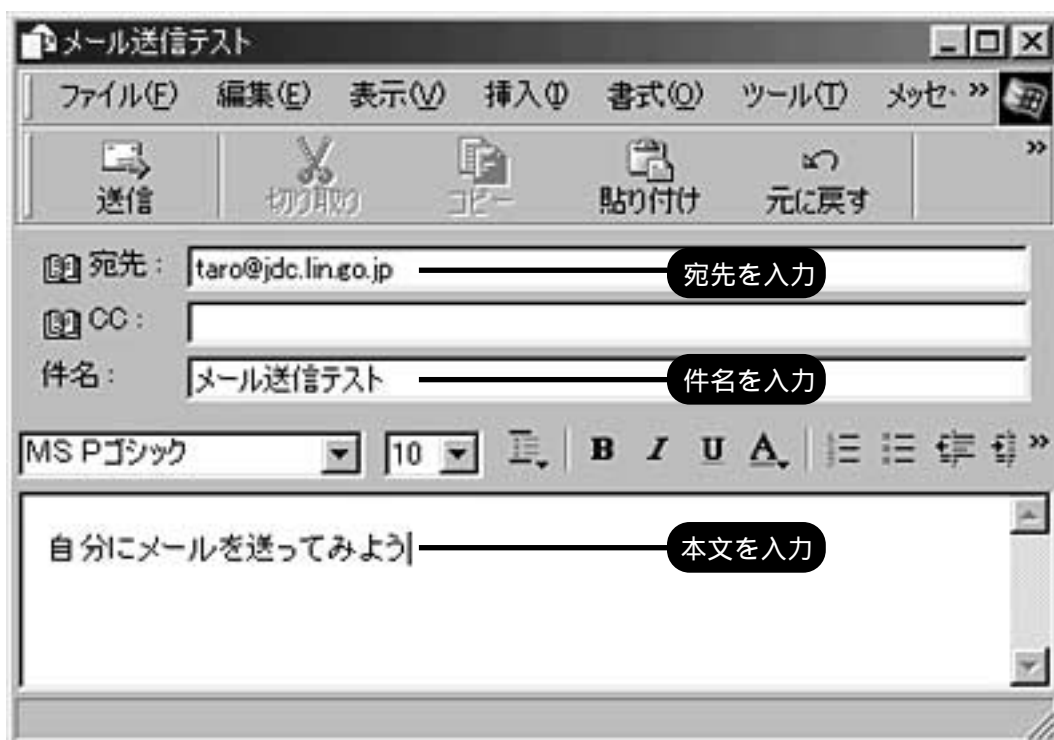 メール送信テスト
ファイル(F) 編集(E) 表示(V) 挿入(I) 書式(O) ツール(T) メッセ »
»
送信 切り取り コピー 貼り付け 元に戻す
宛先: taro@jdc.lin.go.jp 宛先を入力
CC:
件名: メール送信テスト 件名を入力
MS Pゴシック 10 B I U A »
自分にメールを送ってみよう 本文を入力